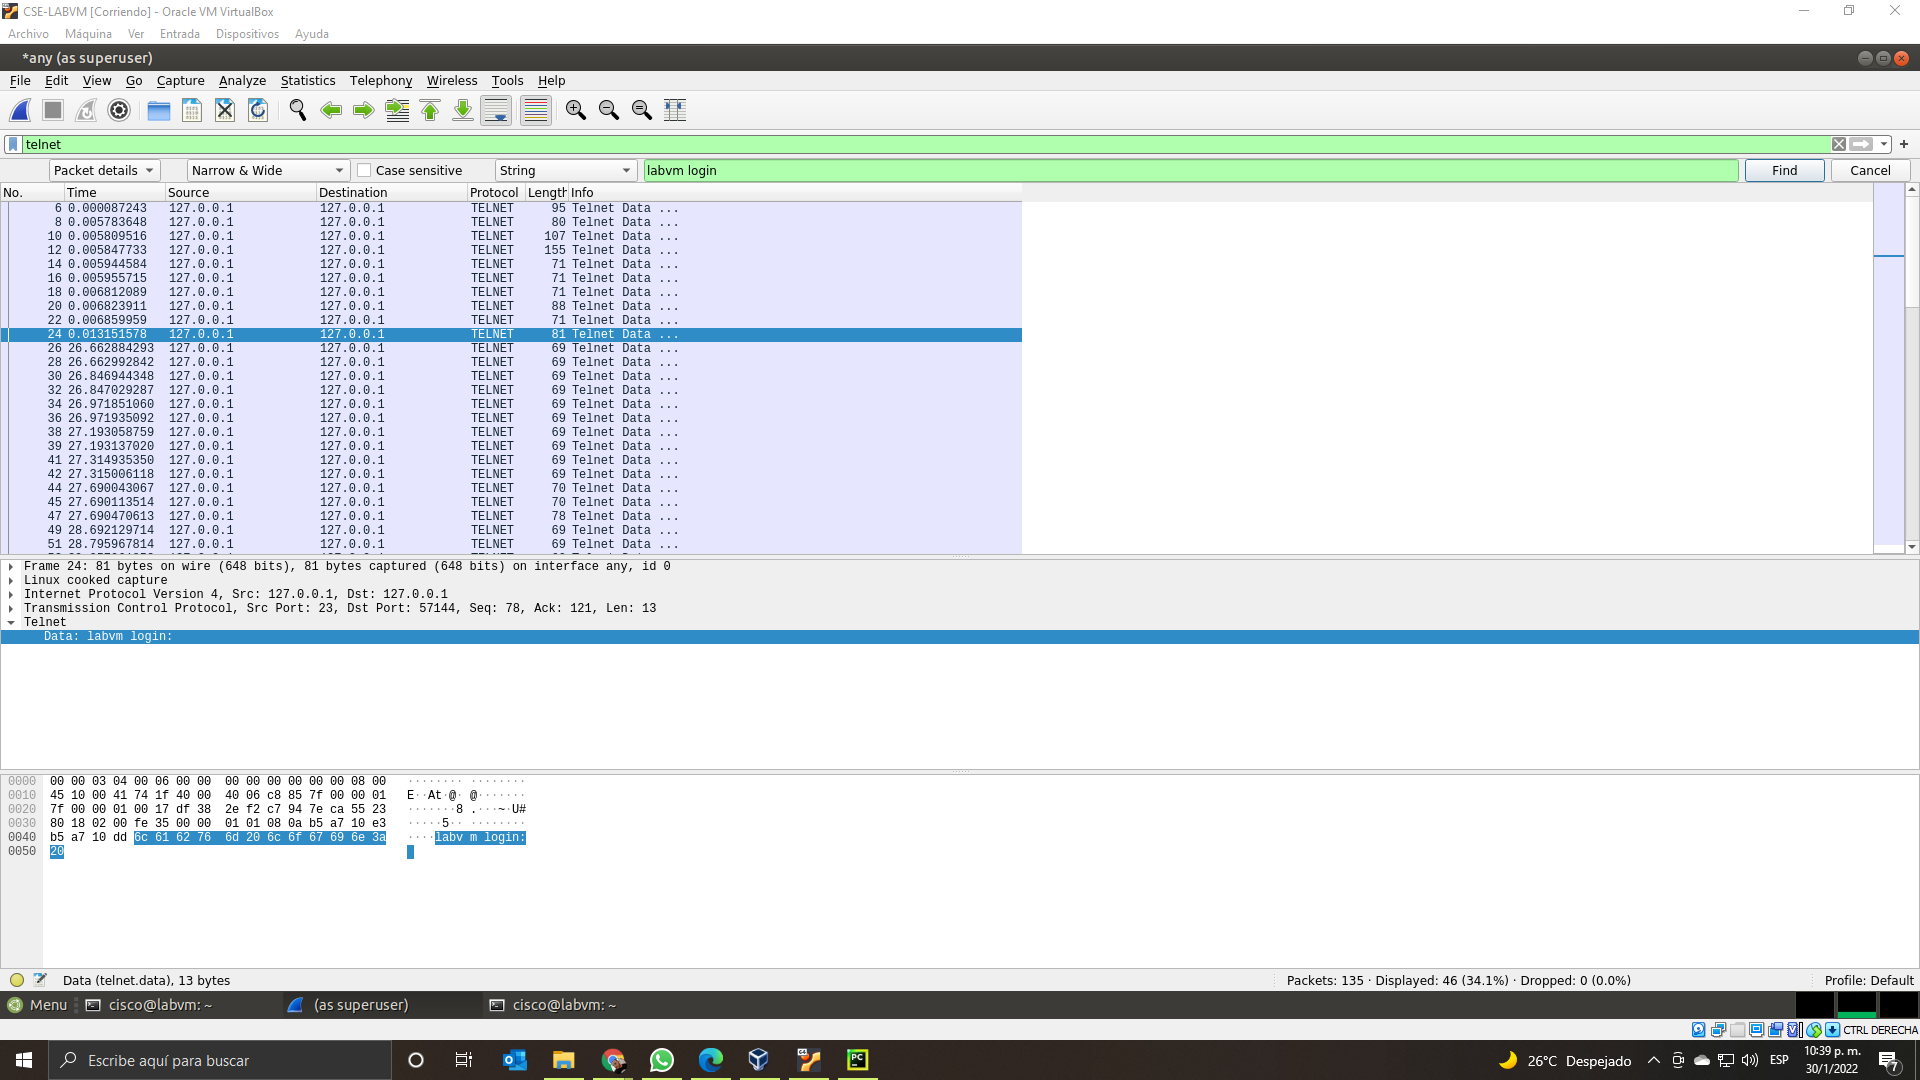 CSE-LABVM [Corriendo] - Oracle VM VirtualBox
Archivo Máquina Ver Entrada Dispositivos Ayuda
*any (as superuser)
File Edit View Go Capture Analyze Statistics Telephony Wireless Tools Help
telnet
Packet details Narrow & Wide Case sensitive String labvm login Find Cancel
No. Time Source Destination Protocol Length Info
6 0.000087243 127.0.0.1 127.0.0.1 TELNET 95 Telnet Data ...
8 0.005783648 127.0.0.1 127.0.0.1 TELNET 80 Telnet Data ...
10 0.005809516 127.0.0.1 127.0.0.1 TELNET 107 Telnet Data ...
12 0.005847733 127.0.0.1 127.0.0.1 TELNET 155 Telnet Data ...
14 0.005944584 127.0.0.1 127.0.0.1 TELNET 71 Telnet Data ...
16 0.005955715 127.0.0.1 127.0.0.1 TELNET 71 Telnet Data ...
18 0.006812089 127.0.0.1 127.0.0.1 TELNET 71 Telnet Data ...
20 0.006823911 127.0.0.1 127.0.0.1 TELNET 88 Telnet Data ...
22 0.006859959 127.0.0.1 127.0.0.1 TELNET 71 Telnet Data ...
24 0.013151578 127.0.0.1 127.0.0.1 TELNET 81 Telnet Data ...
26 26.662884293 127.0.0.1 127.0.0.1 TELNET 69 Telnet Data ...
28 26.662992842 127.0.0.1 127.0.0.1 TELNET 69 Telnet Data ...
30 26.846944348 127.0.0.1 127.0.0.1 TELNET 69 Telnet Data ...
32 26.847029287 127.0.0.1 127.0.0.1 TELNET 69 Telnet Data ...
34 26.971851060 127.0.0.1 127.0.0.1 TELNET 69 Telnet Data ...
36 26.971935092 127.0.0.1 127.0.0.1 TELNET 69 Telnet Data ...
38 27.193058759 127.0.0.1 127.0.0.1 TELNET 69 Telnet Data ...
39 27.193137020 127.0.0.1 127.0.0.1 TELNET 69 Telnet Data ...
41 27.314935350 127.0.0.1 127.0.0.1 TELNET 69 Telnet Data ...
42 27.315006118 127.0.0.1 127.0.0.1 TELNET 69 Telnet Data ...
44 27.690043067 127.0.0.1 127.0.0.1 TELNET 70 Telnet Data ...
45 27.690113514 127.0.0.1 127.0.0.1 TELNET 70 Telnet Data ...
47 27.690470613 127.0.0.1 127.0.0.1 TELNET 78 Telnet Data ...
49 28.692129714 127.0.0.1 127.0.0.1 TELNET 69 Telnet Data ...
51 28.795967814 127.0.0.1 127.0.0.1 TELNET 69 Telnet Data ...
Frame 24: 81 bytes on wire (648 bits), 81 bytes captured (648 bits) on interface any, id 0
Linux cooked capture
Internet Protocol Version 4, Src: 127.0.0.1, Dst: 127.0.0.1
Transmission Control Protocol, Src Port: 23, Dst Port: 57144, Seq: 78, Ack: 121, Len: 13
Telnet
Data: labvm login:
0000 00 00 03 04 00 06 00 00 00 00 00 00 00 00 08 00 ········ ········
0010 45 10 00 41 74 1f 40 00 40 06 c8 85 7f 00 00 01 E··At·@· @·······
0020 7f 00 00 01 00 17 df 38 2e f2 c7 94 7e ca 55 23 ·······8 .···~·U#
0030 80 18 02 00 fe 35 00 00 01 01 08 0a b5 a7 10 e3 ·····5·· ········
0040 b5 a7 10 dd 6c 61 62 76 6d 20 6c 6f 67 69 6e 3a ····labv m login:
0050 20
Data (telnet.data), 13 bytes Packets: 135 · Displayed: 46 (34.1%) · Dropped: 0 (0.0%) Profile: Default
Menu cisco@labvm: ~ (as superuser) cisco@labvm: ~
CTRL DERECHA
Escribe aquí para buscar 26°C Despejado ESP 10:39 p. m.
30/1/2022 7